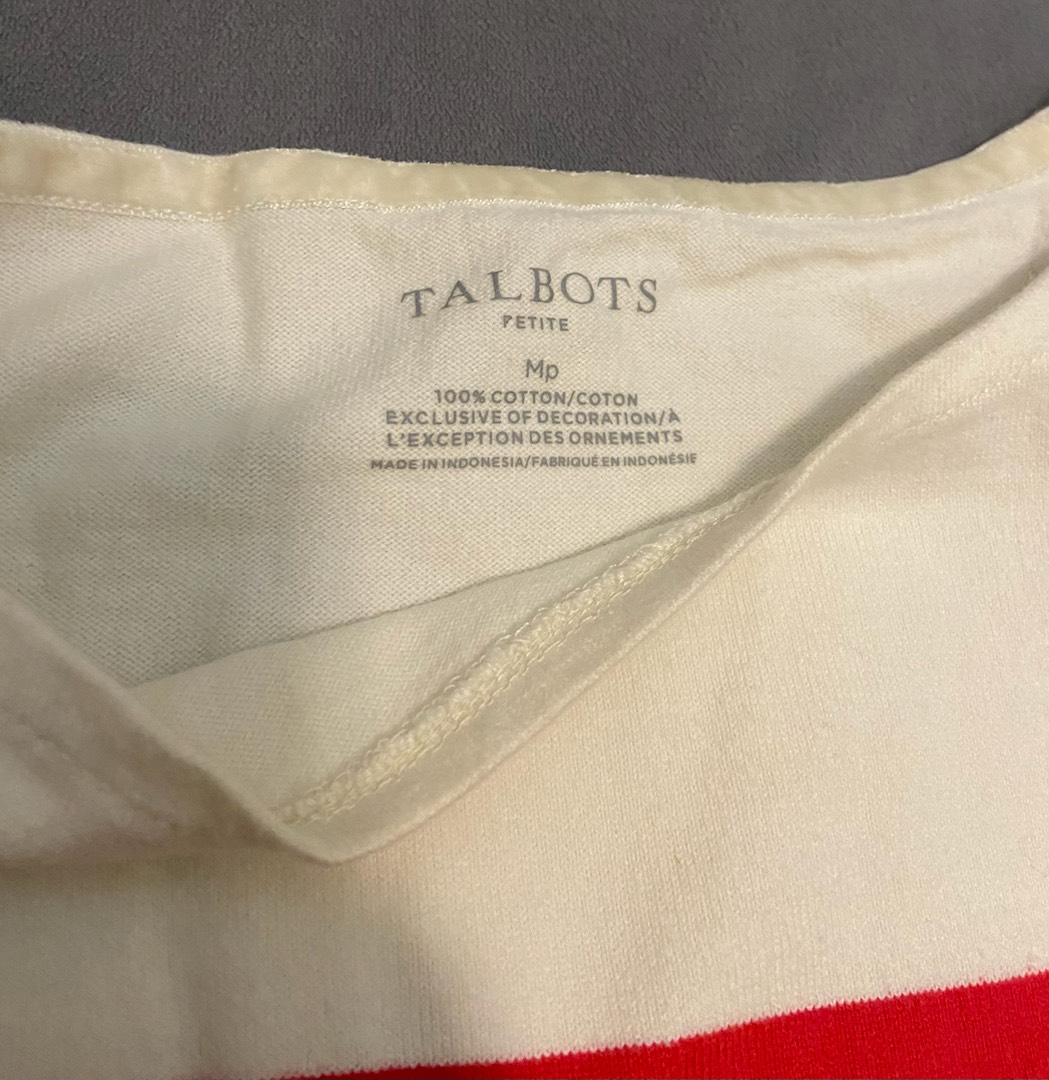 TALBOTS
PETITE
Mp
100% COTTON/COTON
EXCLUSIVE OF DECORATION/À
L'EXCEPTION DES ORNEMENTS
MADE IN INDONESIA/FABRIQUÉ EN INDONÉSIE